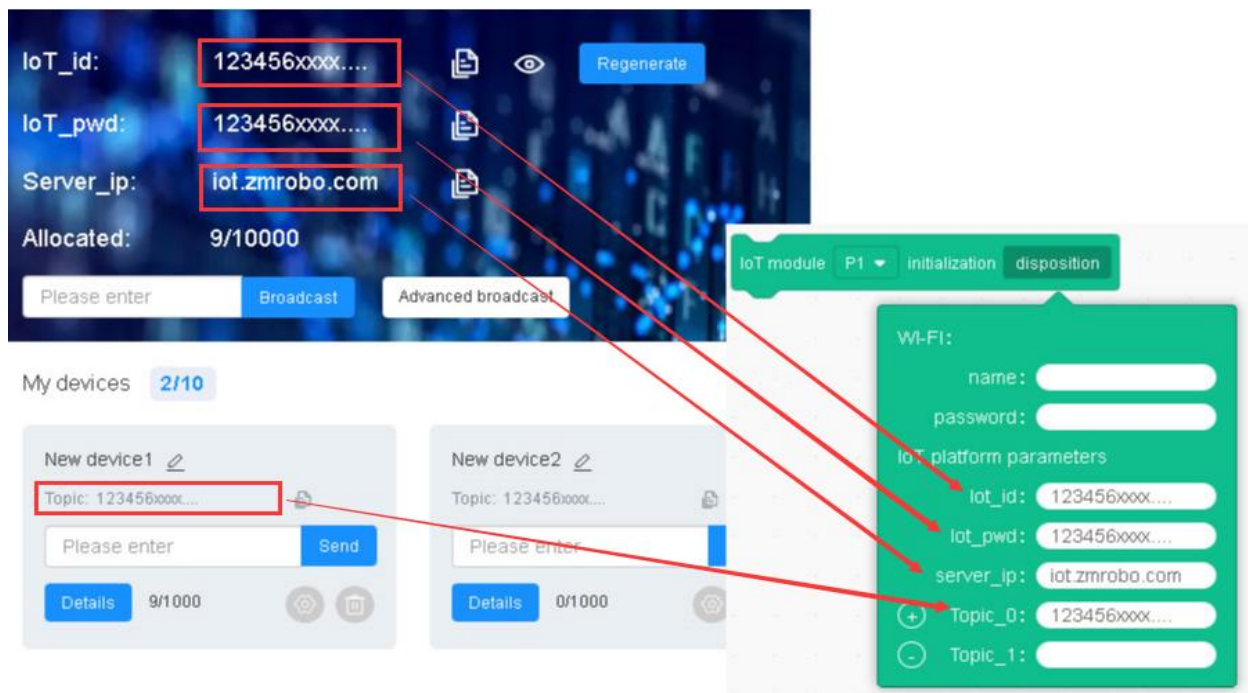 IoT_id: 123456xxxx.... Regenerate
IoT_pwd: 123456xxxx....
Server_ip: iot.zmrobo.com
Allocated: 9/10000
Please enter Broadcast Advanced broadcast
My devices 2/10
New device1 New device2
Topic: 123456xxxx.... Topic: 123456xxxx....
Please enter Send Please enter
Details 9/1000 Details 0/1000
IoT module P1 initialization disposition
WI-FI:
name:
password:
IoT platform parameters
Iot_id: 123456xxxx....
Iot_pwd: 123456xxxx....
server_ip: iot.zmrobo.com
+ Topic_0: 123456xxxx....
- Topic_1: